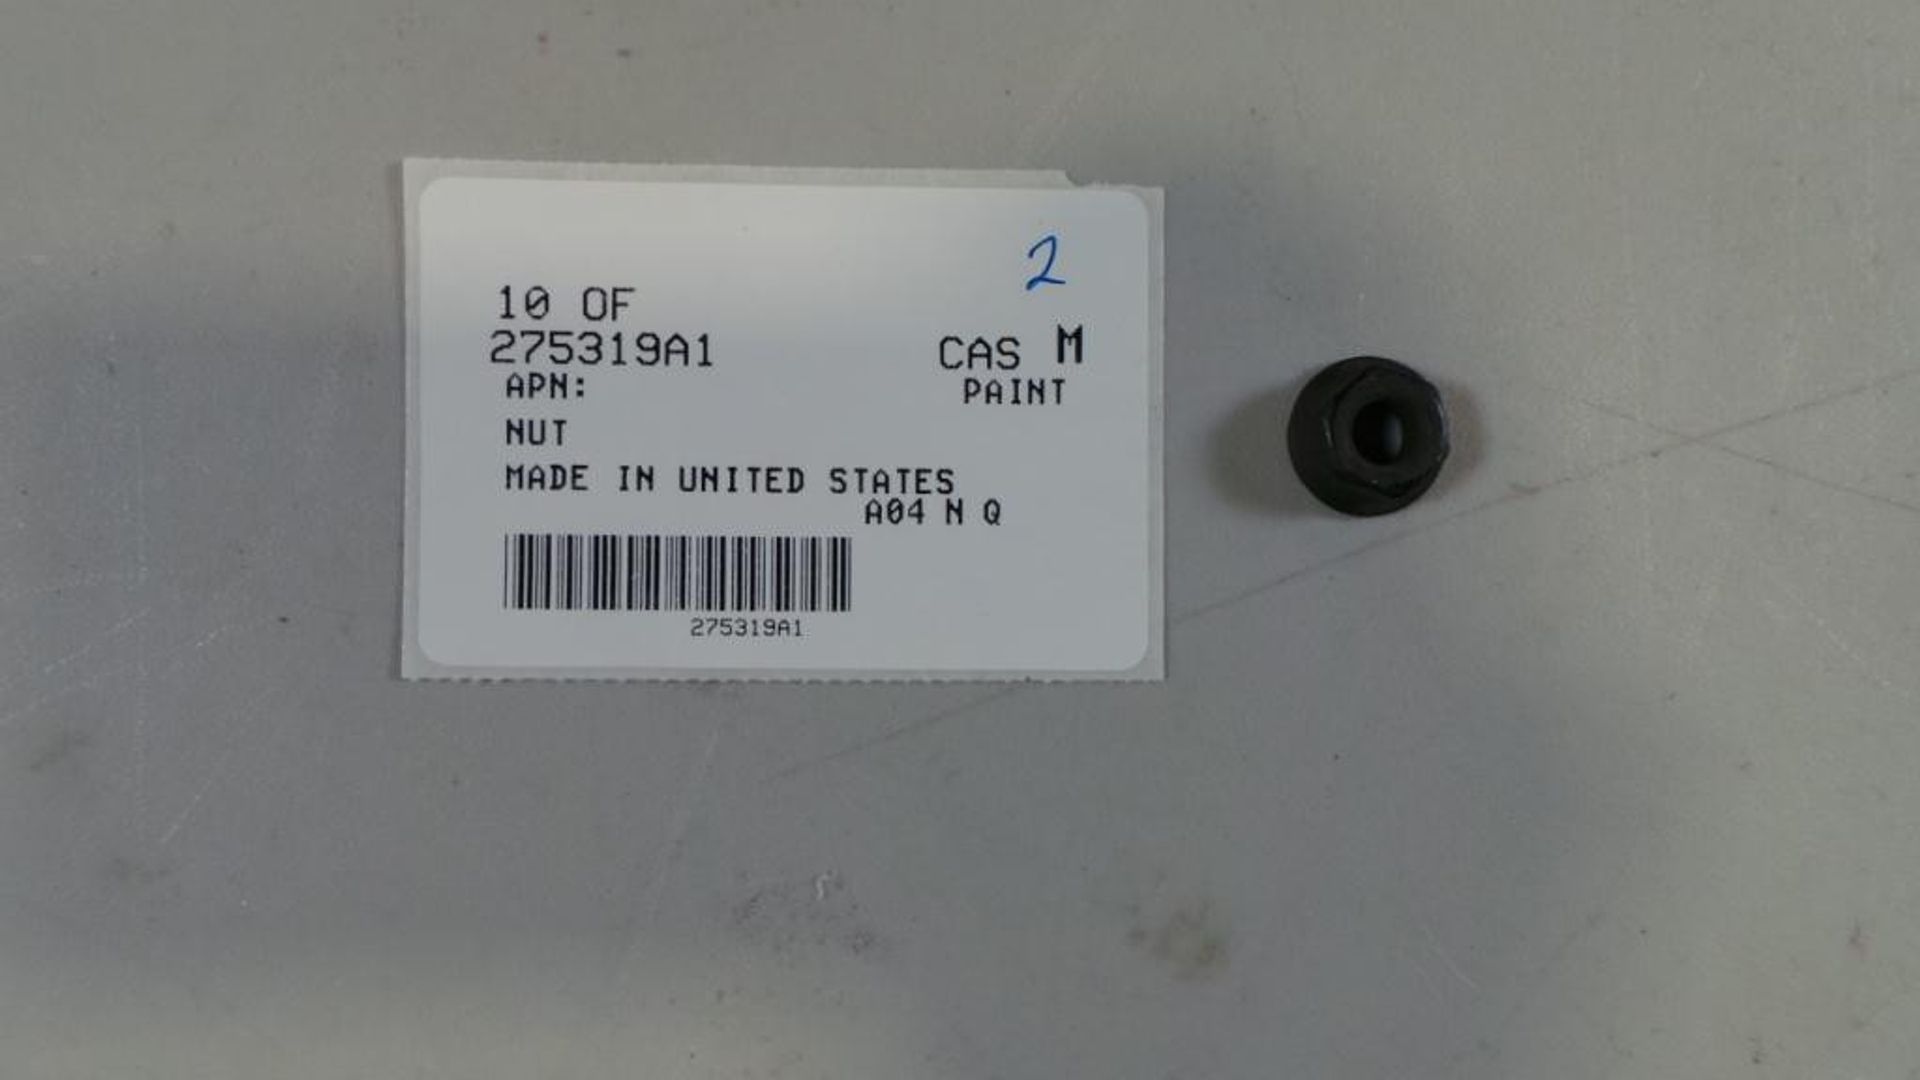 2
10 OF
275319A1 CAS M
APN: PAINT
NUT
MADE IN UNITED STATES
A04 N Q
275319A1